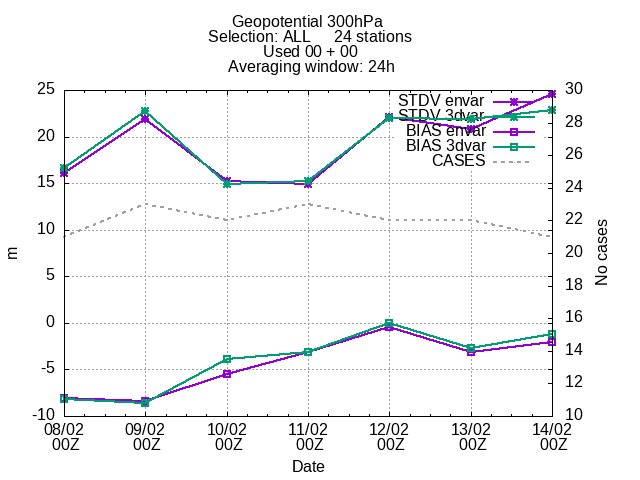 Geopotential 300hPa
Selection: ALL 24 stations
Used 00 + 00
Averaging window: 24h
25
20
15
10
5
0
-5
-10
m
30
28
26
24
22
20
18
16
14
12
10
No cases
STDV envar
STDV 3dvar
BIAS envar
BIAS 3dvar
CASES
08/02 09/02 10/02 11/02 12/02 13/02 14/02
00Z 00Z 00Z 00Z 00Z 00Z 00Z
Date